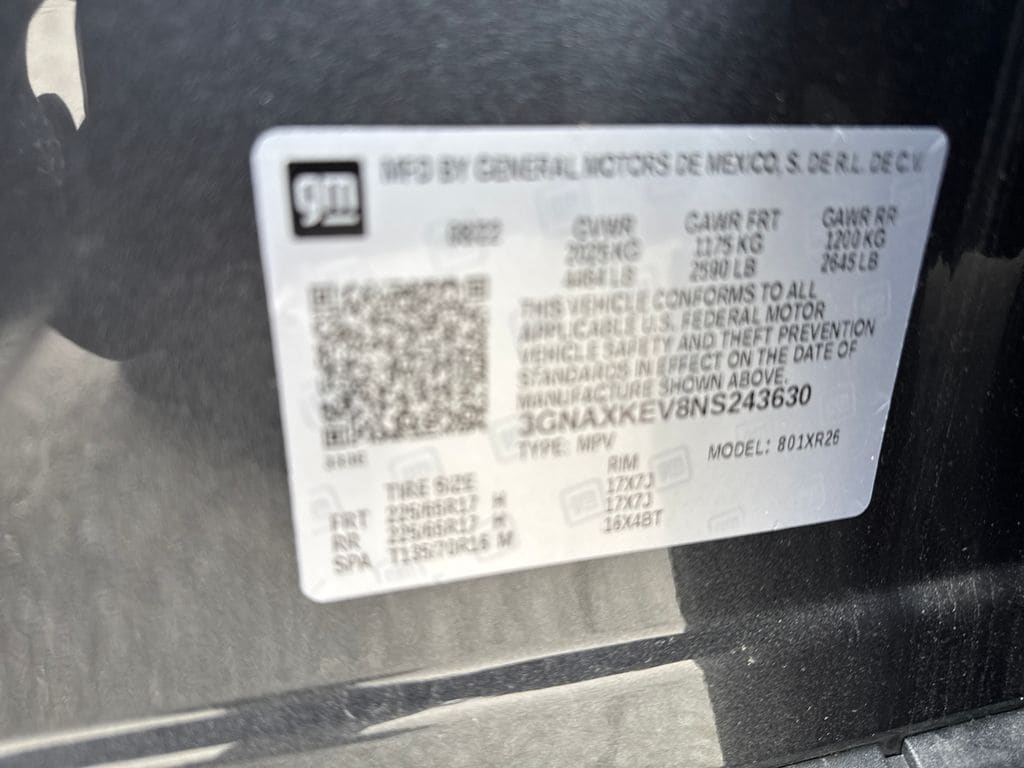 gm
MFD BY GENERAL MOTORS DE MEXICO, S. DE R.L. DE C.V.
GVWR GAWR FRT GAWR RR
2025 KG 1175 KG 1200 KG
4464 LB 2590 LB 2645 LB
THIS VEHICLE CONFORMS TO ALL
APPLICABLE U.S. FEDERAL MOTOR
VEHICLE SAFETY AND THEFT PREVENTION
STANDARDS IN EFFECT ON THE DATE OF
MANUFACTURE SHOWN ABOVE.
3GNAXKEV8NS243630
TYPE: MPV MODEL: 801XR26
TIRE SIZE RIM
FRT 225/65R17 H 17X7J
RR 225/65R17 H 17X7J
SPA T135/70R16 M 16X4BT